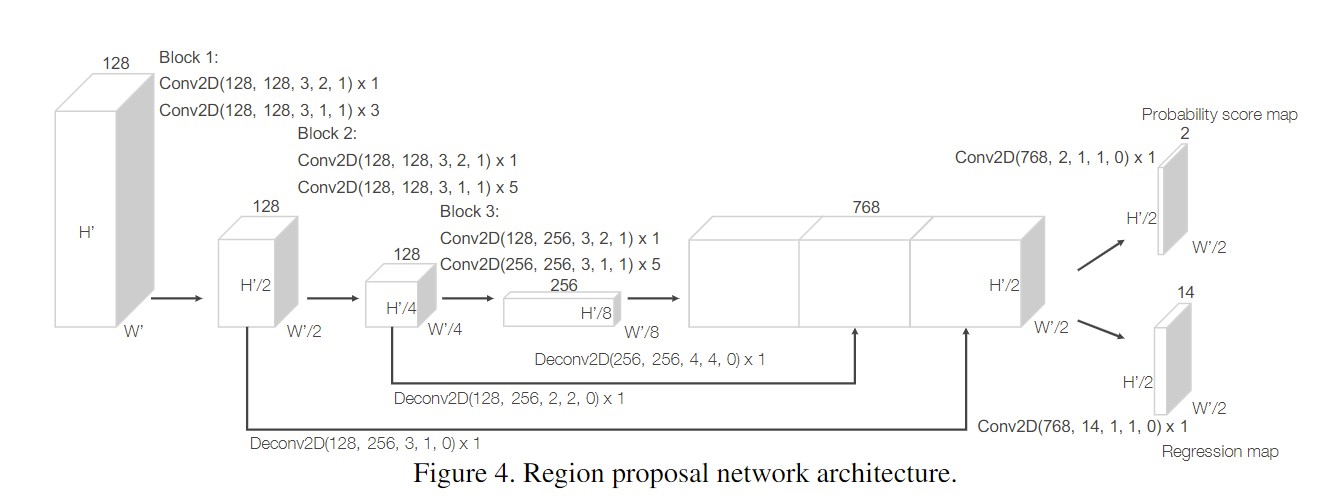 128
Block 1:
Conv2D(128, 128, 3, 2, 1) x 1
Conv2D(128, 128, 3, 1, 1) x 3
H'
W'
Block 2:
Conv2D(128, 128, 3, 2, 1) x 1
Conv2D(128, 128, 3, 1, 1) x 5
128
H'/2
W'/2
Block 3:
Conv2D(128, 256, 3, 2, 1) x 1
Conv2D(256, 256, 3, 1, 1) x 5
128
H'/4
W'/4
256
H'/8
W'/8
Deconv2D(256, 256, 4, 4, 0) x 1
Deconv2D(128, 256, 2, 2, 0) x 1
Deconv2D(128, 256, 3, 1, 0) x 1
768
H'/2
W'/2
Probability score map
2
Conv2D(768, 2, 1, 1, 0) x 1
H'/2
W'/2
14
H'/2
W'/2
Conv2D(768, 14, 1, 1, 0) x 1
Regression map
Figure 4. Region proposal network architecture.